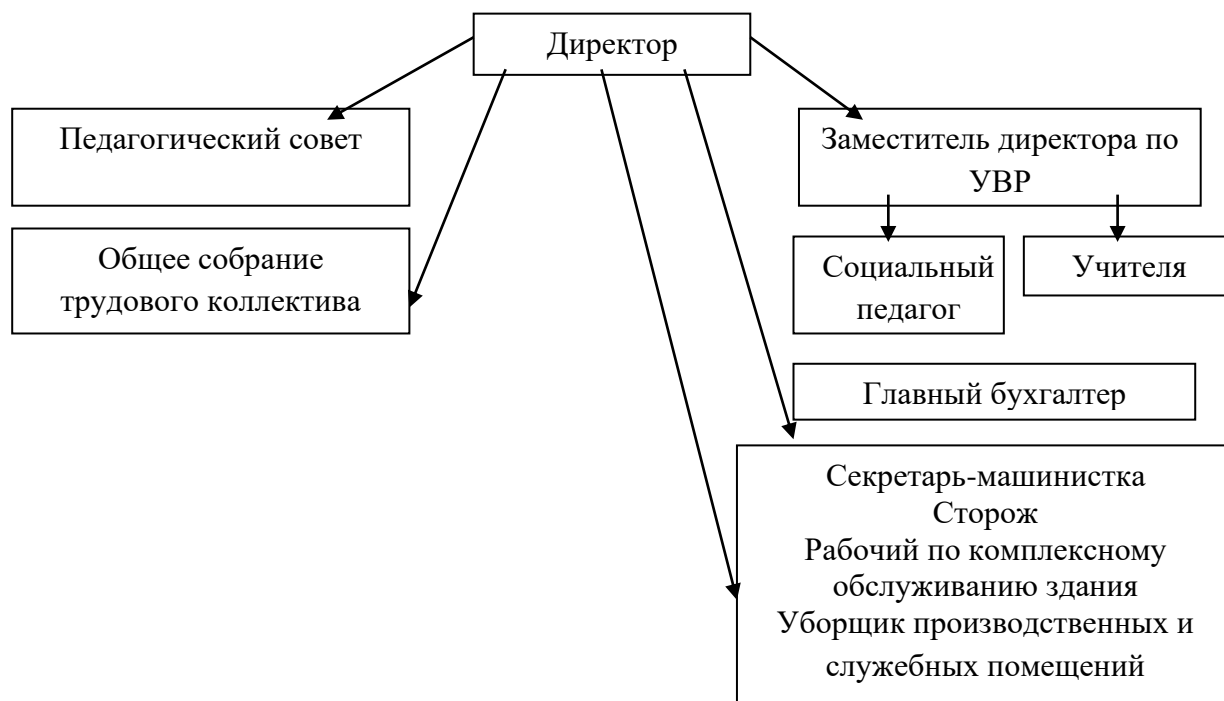 Директор
Педагогический совет
Заместитель директора по
УВР
Общее собрание
трудового коллектива
Социальный
педагог
Учителя
Главный бухгалтер
Секретарь-машинистка
Сторож
Рабочий по комплексному
обслуживанию здания
Уборщик производственных и
служебных помещений